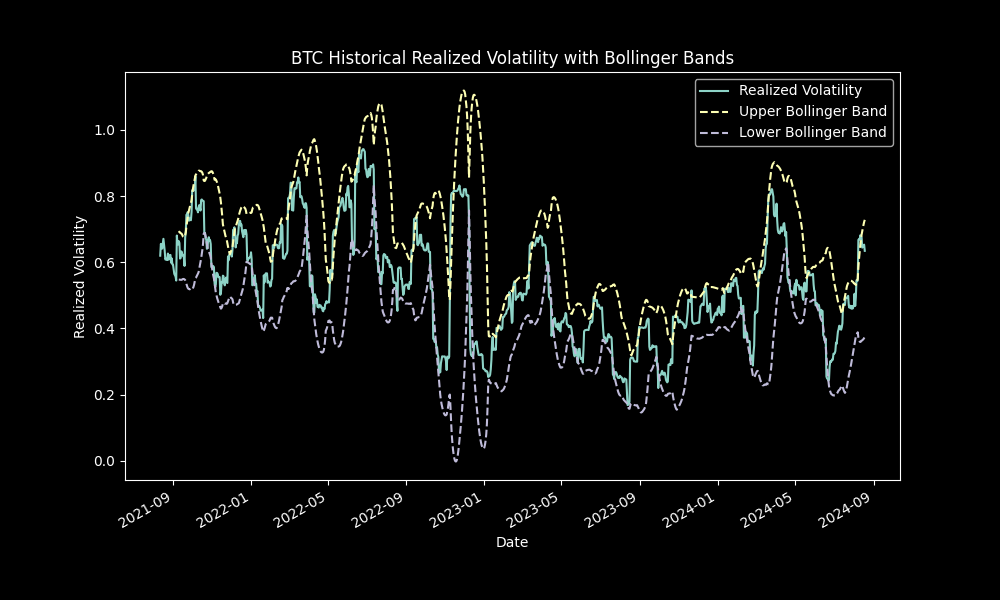 BTC Historical Realized Volatility with Bollinger Bands
Realized Volatility
Upper Bollinger Band
Lower Bollinger Band
Realized Volatility
1.0
0.8
0.6
0.4
0.2
0.0
2021-09
2022-01
2022-05
2022-09
2023-01
2023-05
2023-09
2024-01
2024-05
2024-09
Date